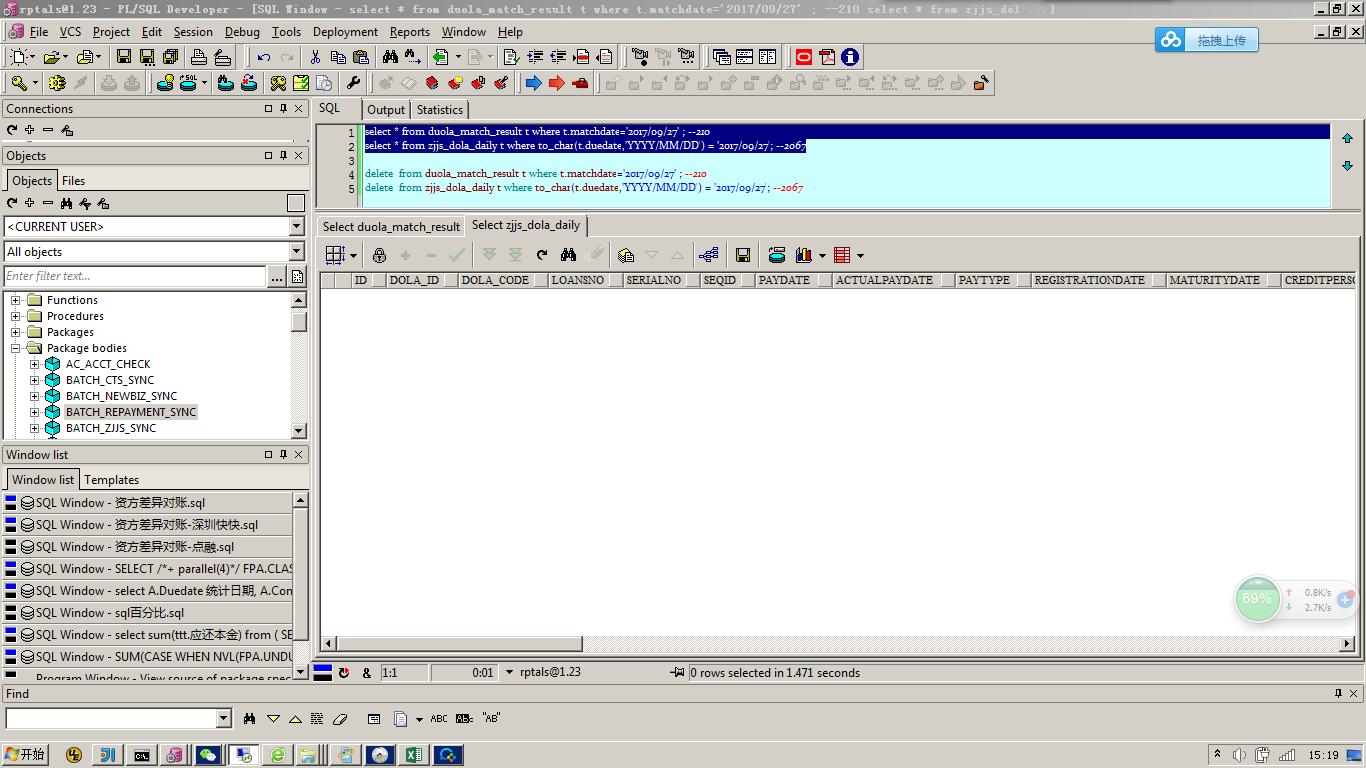 rptals@1.23 - PL/SQL Developer - [SQL Window - select * from duola_match_result t where t.matchdate='2017/09/27' ; --210 select * from zjjs_dol ...]
File VCS Project Edit Session Debug Tools Deployment Reports Window Help
拖拽上传
Connections
SQL Output Statistics
1 select * from duola_match_result t where t.matchdate='2017/09/27' ; --210
2 select * from zjjs_dola_daily t where to_char(t.duedate,'YYYY/MM/DD') = '2017/09/27'; --2067
3
4 delete from duola_match_result t where t.matchdate='2017/09/27' ; --210
5 delete from zjjs_dola_daily t where to_char(t.duedate,'YYYY/MM/DD') = '2017/09/27'; --2067
Objects
Objects Files
<CURRENT USER>
All objects
Enter filter text...
Functions
Procedures
Packages
Package bodies
AC_ACCT_CHECK
BATCH_CTS_SYNC
BATCH_NEWBIZ_SYNC
BATCH_REPAYMENT_SYNC
BATCH_ZJJS_SYNC
Select duola_match_result Select zjjs_dola_daily
ID DOLA_ID DOLA_CODE LOANSNO SERIALNO SEQID PAYDATE ACTUALPAYDATE PAYTYPE REGISTRATIONDATE MATURITYDATE CREDITPERSO
Window list
Window list Templates
SQL Window - 资方差异对账.sql
SQL Window - 资方差异对账-深圳快快.sql
SQL Window - 资方差异对账-点融.sql
SQL Window - SELECT /*+ parallel(4)*/ FPA.CLAS
SQL Window - select A.Duedate 统计日期, A.Con
SQL Window - sql百分比.sql
SQL Window - select sum(ttt.应还本金) from ( SE
SQL Window - SUM(CASE WHEN NVL(FPA.UNDU
Program Window - View source of package spec
69%
0.8K/s
2.7K/s
& 1:1 0:01 rptals@1.23 0 rows selected in 1.471 seconds
Find
ABC ABc "AB"
开始
15:19